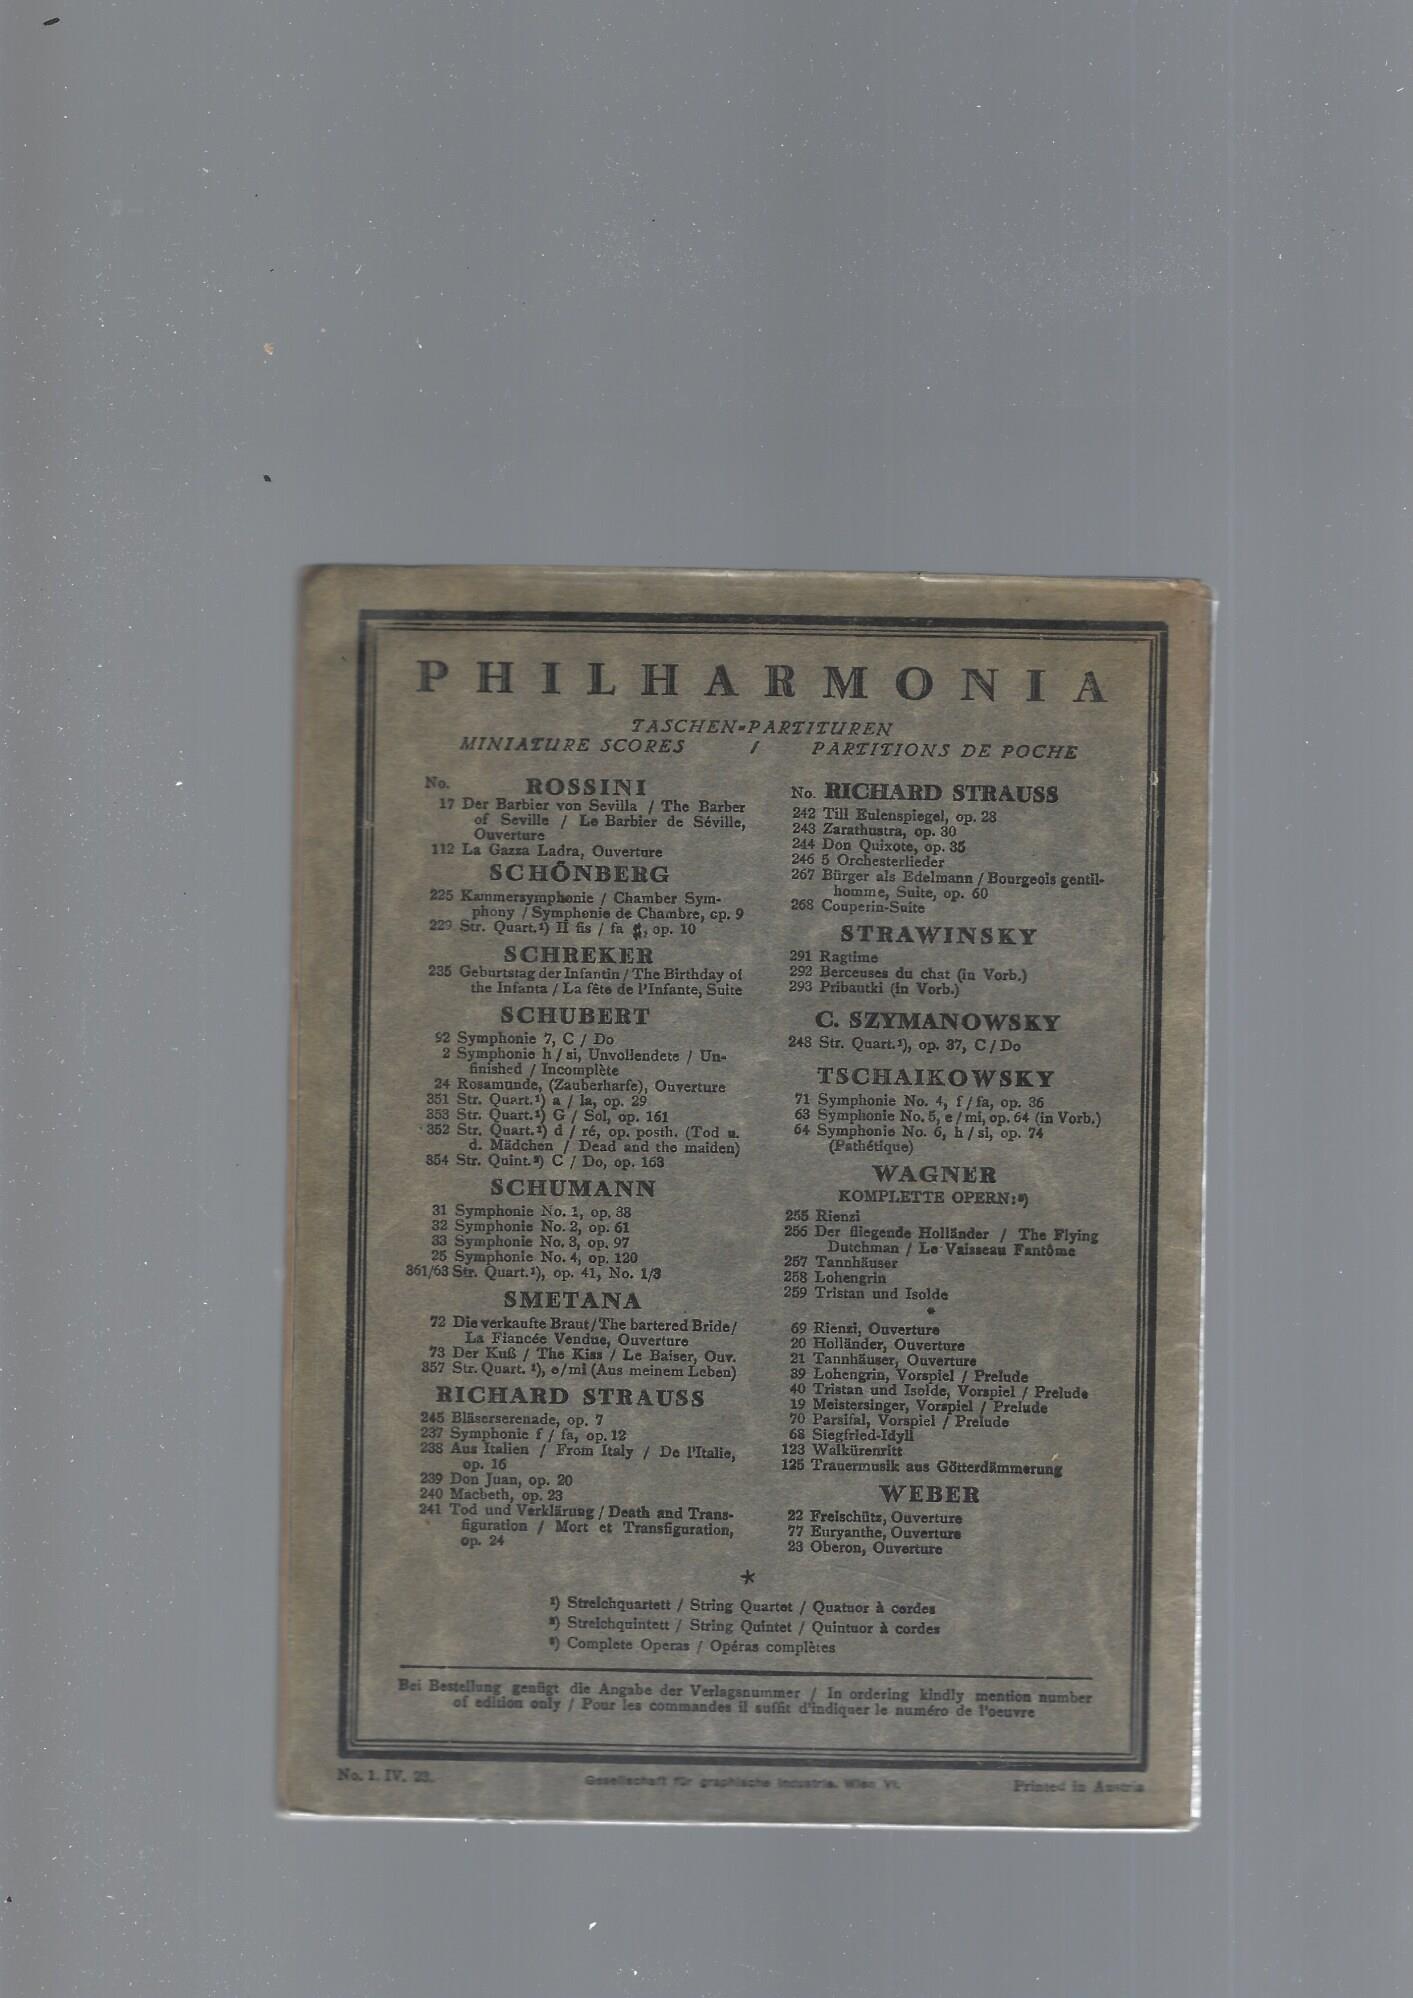 PHILHARMONIA
TASCHEN-PARTITUREN
MINIATURE SCORES / PARTITIONS DE POCHE
No. ROSSINI
17 Der Barbier von Sevilla / The Barber
of Seville / Le Barbier de Séville,
Ouverture
112 La Gazza Ladra, Ouverture
SCHÖNBERG
225 Kammersymphonie / Chamber Sym-
phony / Symphonie de Chambre, op. 9
229 Str. Quart.¹) II fis / fa ♯, op. 10
SCHREKER
235 Geburtstag der Infantin / The Birthday of
the Infanta / La fête de l'Infante, Suite
SCHUBERT
92 Symphonie 7, C / Do
2 Symphonie h / si, Unvollendete / Un-
finished / Incomplète
24 Rosamunde, (Zauberharfe), Ouverture
351 Str. Quart.¹) a / la, op. 29
353 Str. Quart.¹) G / Sol, op. 161
352 Str. Quart.¹) d / ré, op. posth. (Tod u.
d. Mädchen / Dead and the maiden)
354 Str. Quint.²) C / Do, op. 163
SCHUMANN
31 Symphonie No. 1, op. 38
32 Symphonie No. 2, op. 61
33 Symphonie No. 3, op. 97
25 Symphonie No. 4, op. 120
361/63 Str. Quart.¹), op. 41, No. 1/3
SMETANA
72 Die verkaufte Braut / The bartered Bride /
La Fiancée Vendue, Ouverture
73 Der Kuß / The Kiss / Le Baiser, Ouv.
357 Str. Quart. ¹), e / mi (Aus meinem Leben)
RICHARD STRAUSS
245 Bläserserenade, op. 7
237 Symphonie f / fa, op. 12
238 Aus Italien / From Italy / De l'Italie,
op. 16
239 Don Juan, op. 20
240 Macbeth, op. 23
241 Tod und Verklärung / Death and Trans-
figuration / Mort et Transfiguration,
op. 24
No. RICHARD STRAUSS
242 Till Eulenspiegel, op. 28
243 Zarathustra, op. 30
244 Don Quixote, op. 35
246 5 Orchesterlieder
267 Bürger als Edelmann / Bourgeois gentil-
homme, Suite, op. 60
268 Couperin-Suite
STRAWINSKY
291 Ragtime
292 Berceuses du chat (in Vorb.)
293 Pribautki (in Vorb.)
C. SZYMANOWSKY
248 Str. Quart.¹), op. 37, C / Do
TSCHAIKOWSKY
71 Symphonie No. 4, f / fa, op. 36
63 Symphonie No. 5, e / mi, op. 64 (in Vorb.)
64 Symphonie No. 6, h / si, op. 74
(Pathétique)
WAGNER
KOMPLETTE OPERN:³)
255 Rienzi
256 Der fliegende Holländer / The Flying
Dutchman / Le Vaisseau Fantôme
257 Tannhäuser
258 Lohengrin
259 Tristan und Isolde
*
69 Rienzi, Ouverture
20 Holländer, Ouverture
21 Tannhäuser, Ouverture
39 Lohengrin, Vorspiel / Prelude
40 Tristan und Isolde, Vorspiel / Prelude
19 Meistersinger, Vorspiel / Prelude
70 Parsifal, Vorspiel / Prelude
68 Siegfried-Idyll
123 Walkürenritt
125 Trauermusik aus Götterdämmerung
WEBER
22 Freischütz, Ouverture
77 Euryanthe, Ouverture
23 Oberon, Ouverture
*
¹) Streichquartett / String Quartet / Quatuor à cordes
²) Streichquintett / String Quintet / Quintuor à cordes
³) Complete Operas / Opéras complètes
Bei Bestellung genügt die Angabe der Verlagsnummer / In ordering kindly mention number
of edition only / Pour les commandes il suffit d'indiquer le numéro de l'oeuvre
No. 1. IV. 23. Gesellschaft für graphische Industrie, Wien VI. Printed in Austria